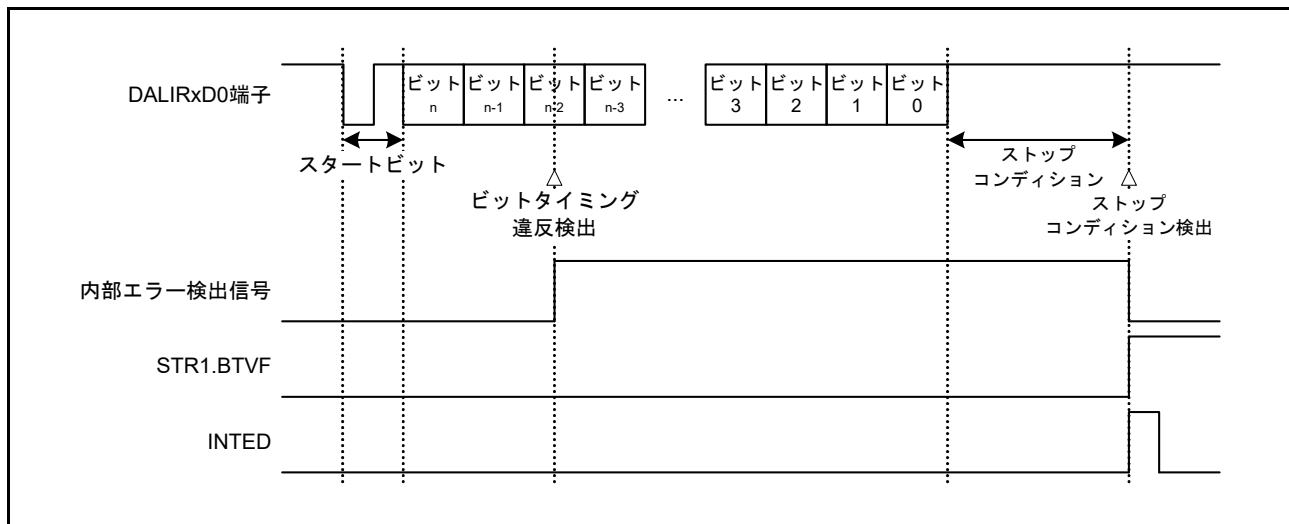 DALIRxD0端子
ビット ビット ビット ビット ... ビット ビット ビット ビット
n n-1 n-2 n-3 3 2 1 0
スタートビット
ストップ
コンディション
ビットタイミング
違反検出
ストップ
コンディション検出
内部エラー検出信号
STR1.BTVF
INTED